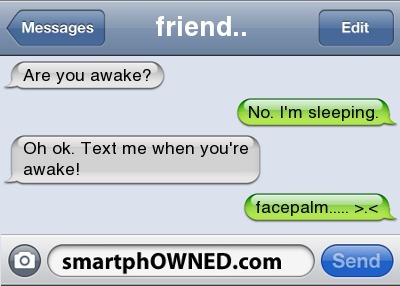 Messages
friend..
Edit
Are you awake?
No. I'm sleeping.
Oh ok. Text me when you're
awake!
facepalm..... >.<
smartphOWNED.com
Send